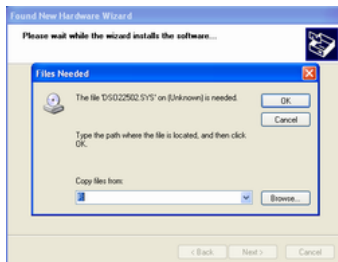 Found New Hardware Wizard
Please wait while the wizard installs the software...
Files Needed
The file 'DSO22502.SYS' on (Unknown) is needed.
OK
Cancel
Type the path where the file is located, and then click
OK.
Copy files from:
Browse...
< Back
Next >
Cancel